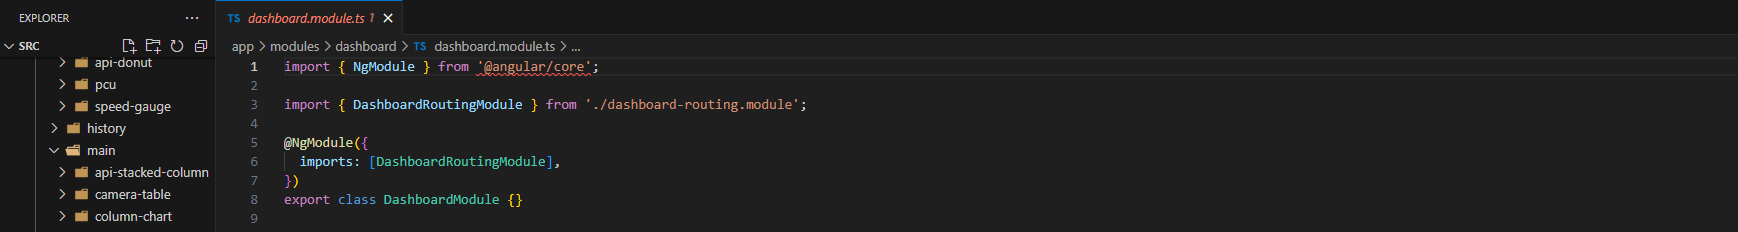 EXPLORER ...
SRC
api-donut
pcu
speed-gauge
history
main
api-stacked-column
camera-table
column-chart
TS dashboard.module.ts 1
app > modules > dashboard > TS dashboard.module.ts > ...
1 import { NgModule } from '@angular/core';
2
3 import { DashboardRoutingModule } from './dashboard-routing.module';
4
5 @NgModule({
6   imports: [DashboardRoutingModule],
7 })
8 export class DashboardModule {}
9